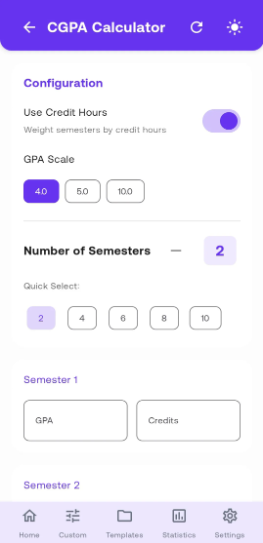 CGPA Calculator
Configuration
Use Credit Hours
Weight semesters by credit hours
GPA Scale
4.0 5.0 10.0
Number of Semesters — 2
Quick Select:
2 4 6 8 10
Semester 1
GPA Credits
Semester 2
Home Custom Templates Statistics Settings